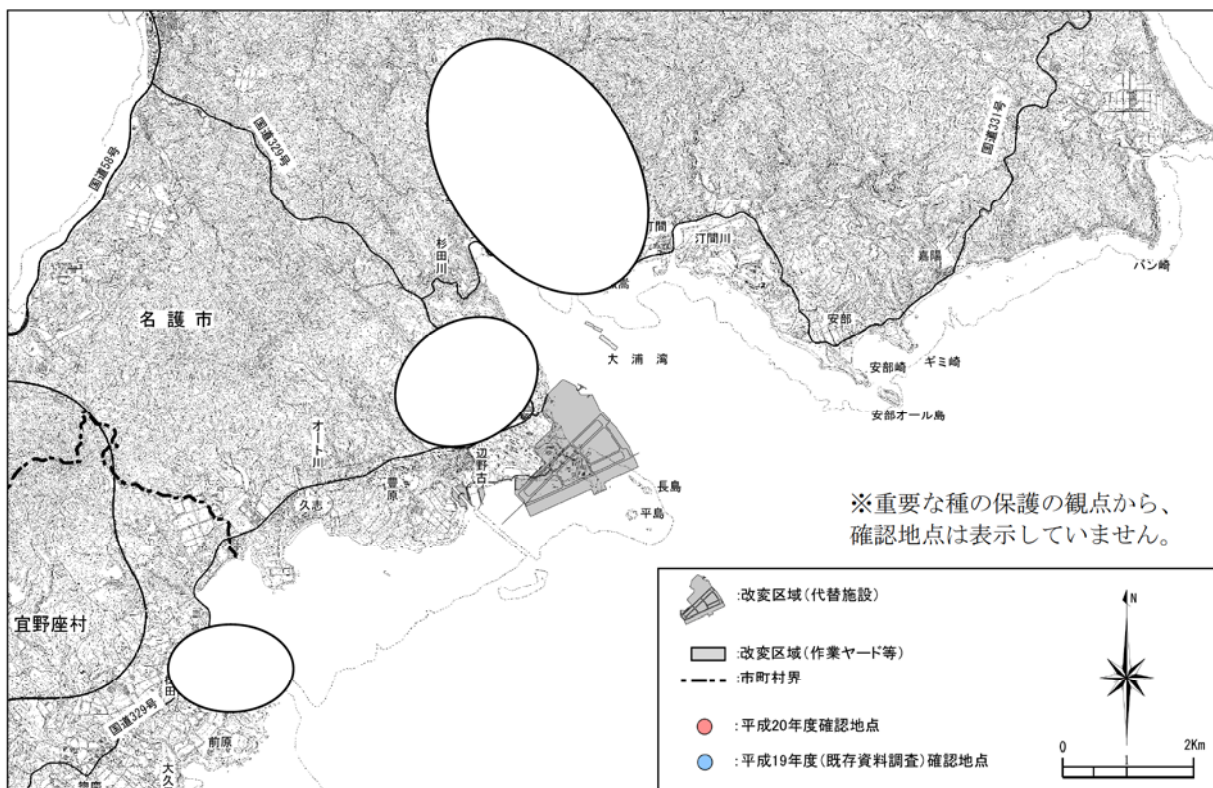 国道58号
国道329号
国道331号
杉田川
汀間川
嘉陽
バン崎
名護市
安部
大浦湾
安部崎
ギミ崎
安部オール島
オート川
辺野古
豊原
久志
長島
平島
※重要な種の保護の観点から、
確認地点は表示していません。
宜野座村
国道329号
前原
大久
:改変区域(代替施設)
:改変区域(作業ヤード等)
:市町村界
:平成20年度確認地点
:平成19年度(既存資料調査)確認地点
N
0
2Km